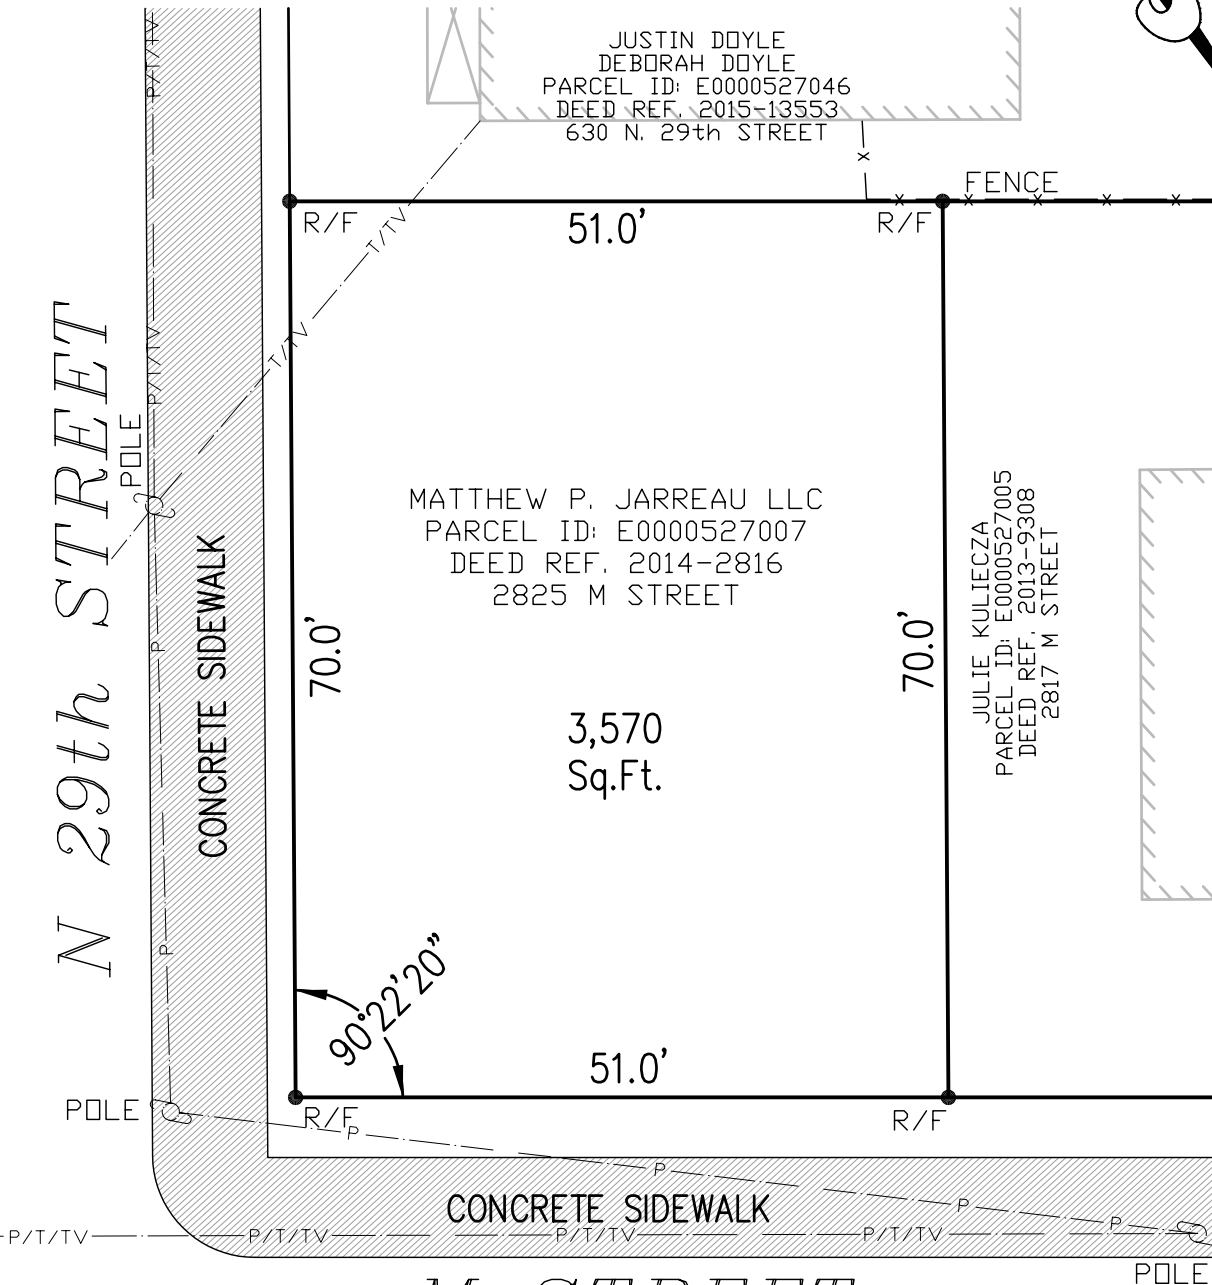 JUSTIN DOYLE
DEBORAH DOYLE
PARCEL ID: E0000527046
DEED REF. 2015-13553
630 N. 29th STREET
FENCE
R/F
51.0'
R/F
T/TV
T/TV
P/T/TV
P/T/TV
POLE
N 29th STREET
CONCRETE SIDEWALK
P
P
MATTHEW P. JARREAU LLC
PARCEL ID: E0000527007
DEED REF. 2014-2816
2825 M STREET
70.0'
70.0'
3,570
Sq.Ft.
JULIE KULIECZA
PARCEL ID: E0000527005
DEED REF. 2013-9308
2817 M STREET
90°22'20"
51.0'
POLE
R/F
R/F
P
P
P
P
CONCRETE SIDEWALK
P/T/TV
P/T/TV
P/T/TV
P/T/TV
POLE
M STREET